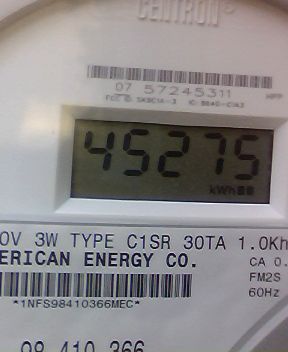 CENTRON®
07 57245311
45275
kWh
0V 3W TYPE C1SR 30TA 1.0Kh
ERICAN ENERGY CO.
CA 0.
FM2S
*1NFS98410366MEC*
60Hz
98 410 366